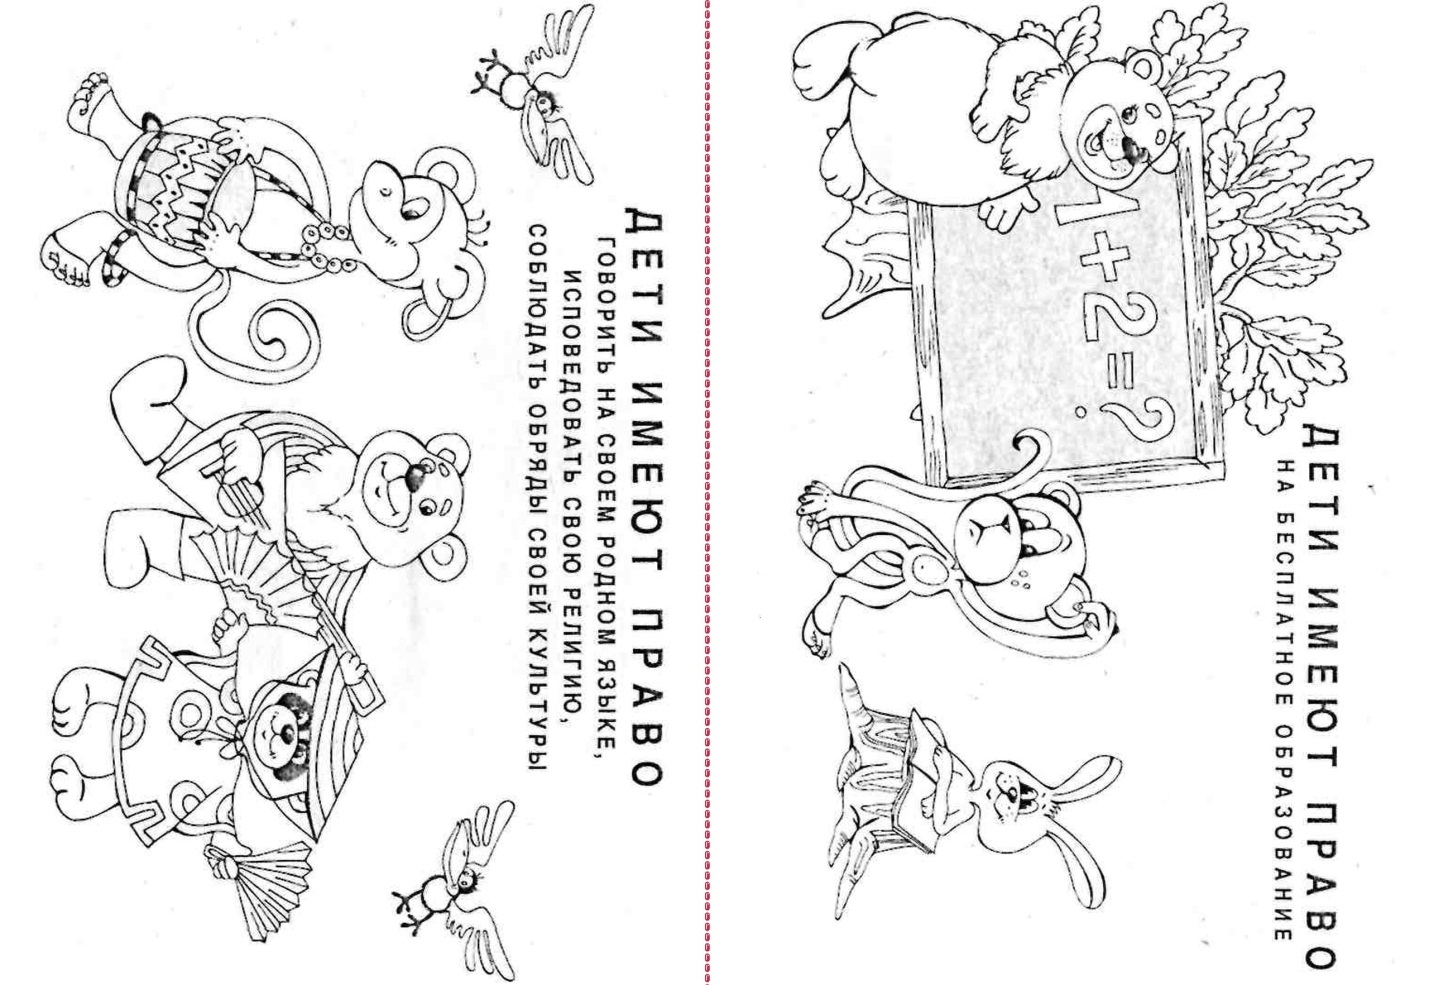 ДЕТИ ИМЕЮТ ПРАВО
ГОВОРИТЬ НА СВОЕМ РОДНОМ ЯЗЫКЕ,
ИСПОВЕДОВАТЬ СВОЮ РЕЛИГИЮ,
СОБЛЮДАТЬ ОБРЯДЫ СВОЕЙ КУЛЬТУРЫ
ДЕТИ ИМЕЮТ ПРАВО
НА БЕСПЛАТНОЕ ОБРАЗОВАНИЕ
1+2=?